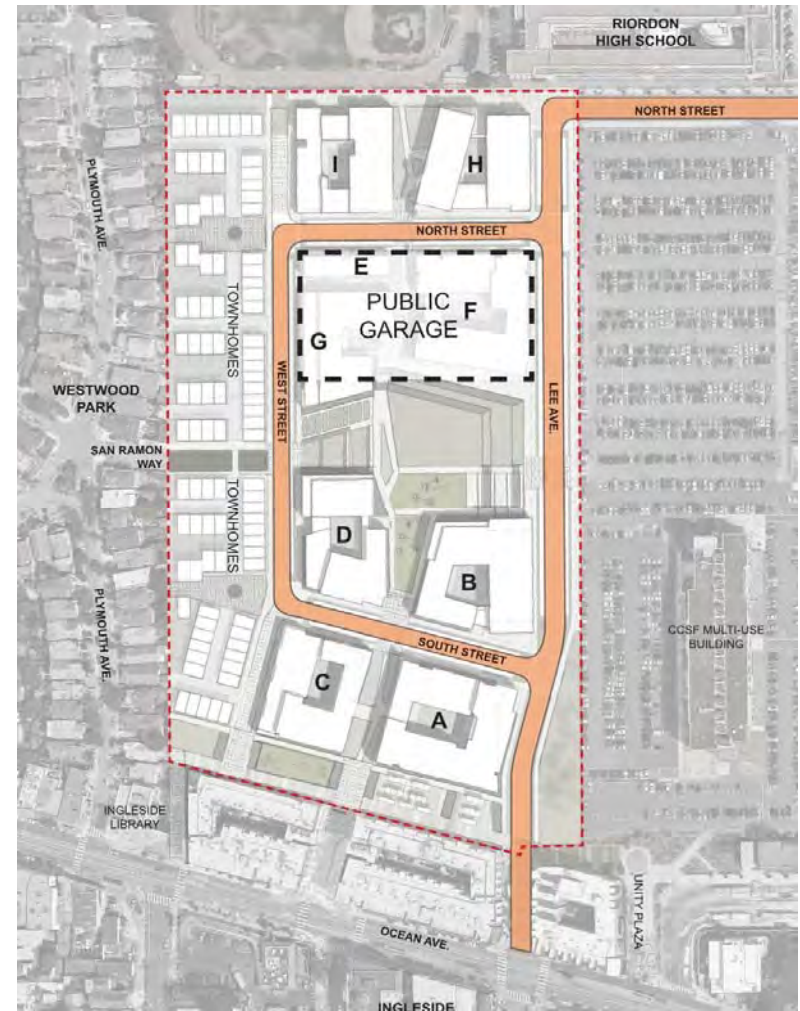 RIORDON
HIGH SCHOOL
NORTH STREET
I
H
PLYMOUTH AVE.
NORTH STREET
E
PUBLIC
GARAGE
F
G
TOWNHOMES
WEST STREET
LEE AVE.
WESTWOOD
PARK
SAN RAMON
WAY
TOWNHOMES
D
B
PLYMOUTH AVE.
SOUTH STREET
CCSF MULTI-USE
BUILDING
C
A
INGLESIDE
LIBRARY
UNITY PLAZA
OCEAN AVE.
INGLESIDE